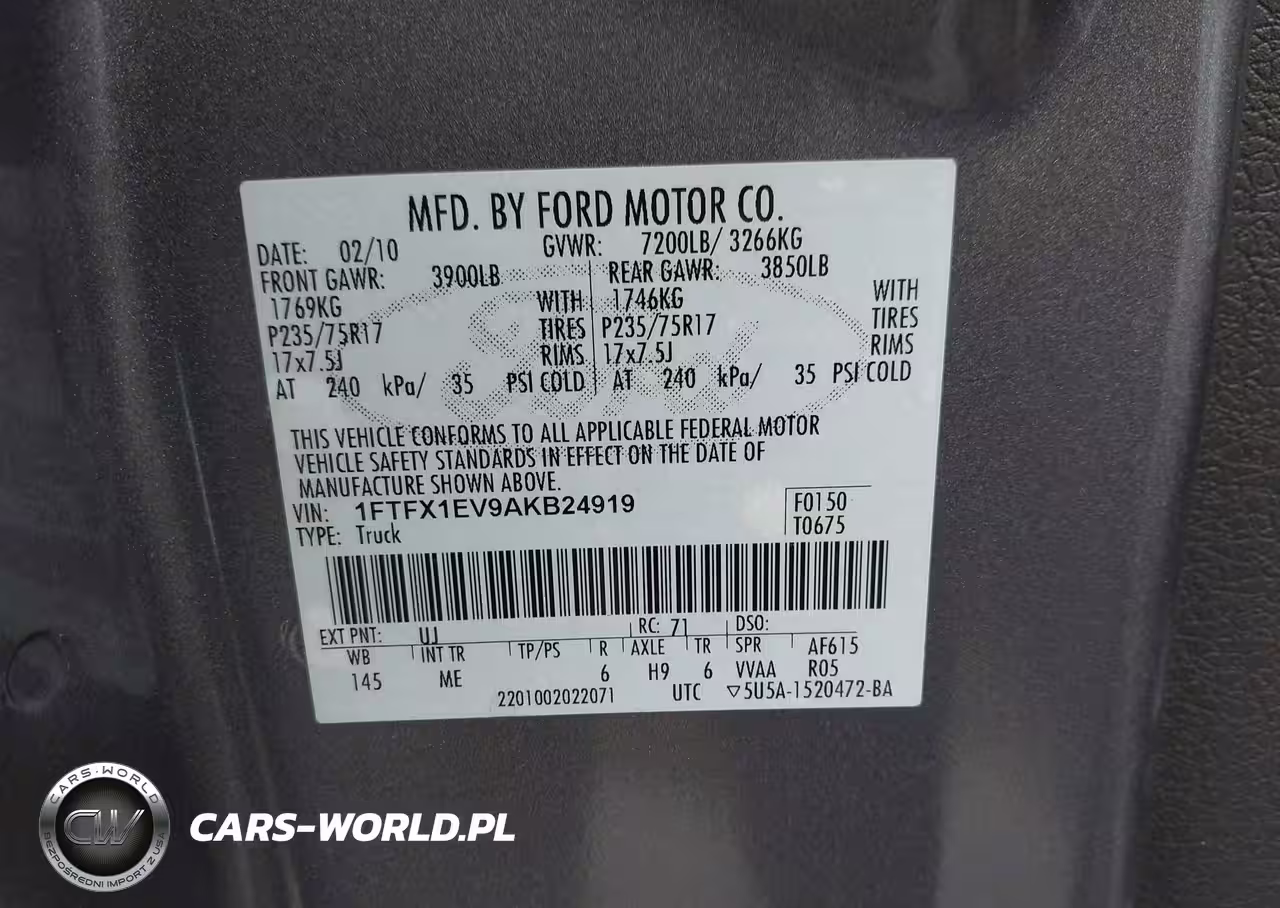 MFD. BY FORD MOTOR CO.
DATE: 02/10 GVWR: 7200LB/ 3266KG
FRONT GAWR: 3900LB REAR GAWR: 3850LB
1769KG WITH 1746KG WITH
P235/75R17 TIRES P235/75R17 TIRES
17x7.5J RIMS 17x7.5J RIMS
AT 240 kPa/ 35 PSI COLD AT 240 kPa/ 35 PSI COLD
THIS VEHICLE CONFORMS TO ALL APPLICABLE FEDERAL MOTOR
VEHICLE SAFETY STANDARDS IN EFFECT ON THE DATE OF
MANUFACTURE SHOWN ABOVE.
VIN: 1FTFX1EV9AKB24919 F0150
TYPE: Truck T0675
EXT PNT: UJ RC: 71 DSO:
WB INT TR TP/PS R AXLE TR SPR AF615
145 ME 6 H9 6 VVAA R05
2201002022071 UTC ▽5U5A-1520472-BA
Ford
CARS-WORLD
CW
BEZPOŚREDNI IMPORT Z USA
CARS-WORLD.PL